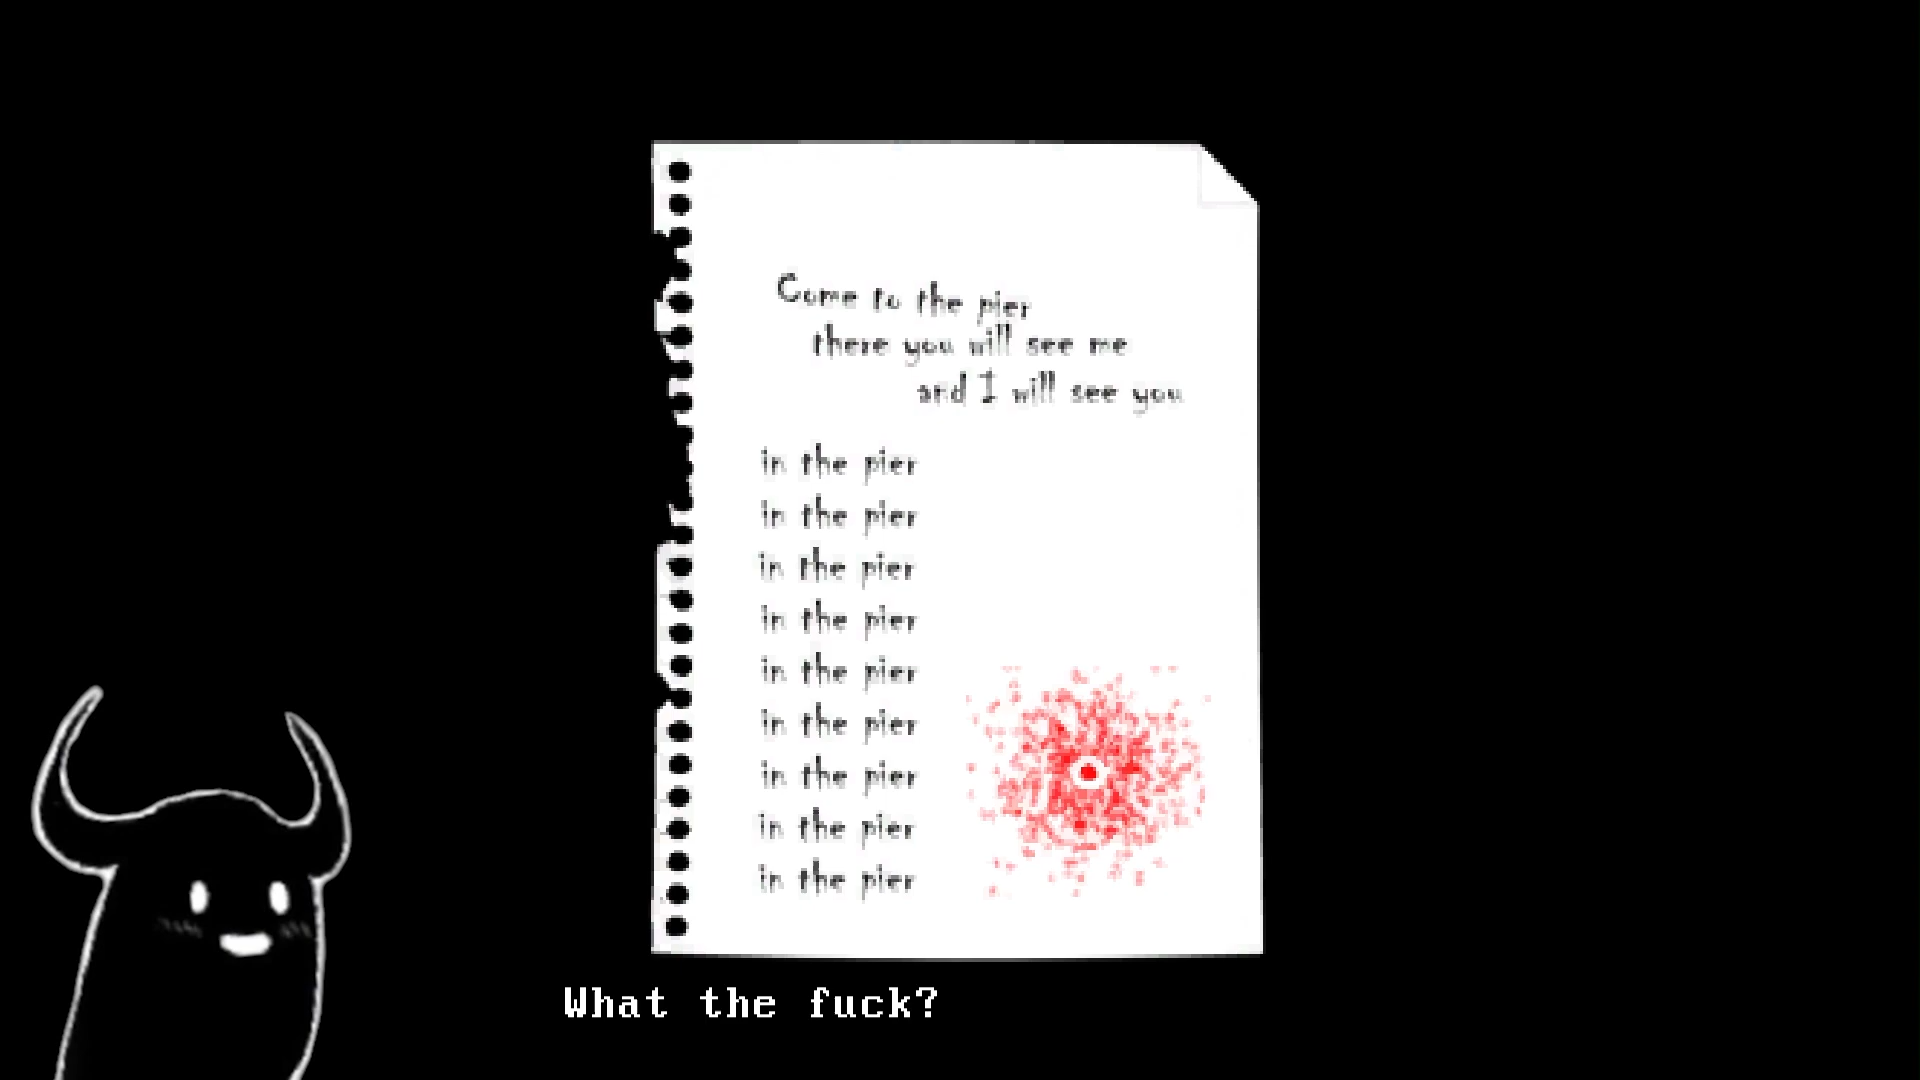 Come to the pier
there you will see me
and I will see you
in the pier
in the pier
in the pier
in the pier
in the pier
in the pier
in the pier
in the pier
in the pier
What the fuck?